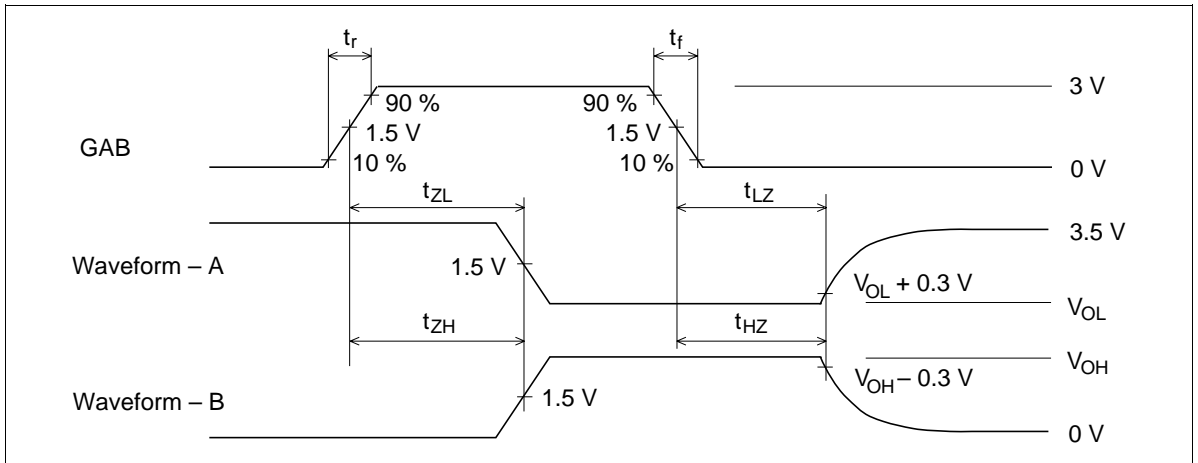 tr
tf
3 V
90 %
90 %
GAB
1.5 V
1.5 V
10 %
10 %
0 V
tZL
tLZ
3.5 V
Waveform – A
1.5 V
VOL + 0.3 V
VOL
tZH
tHZ
VOH
VOH – 0.3 V
Waveform – B
1.5 V
0 V